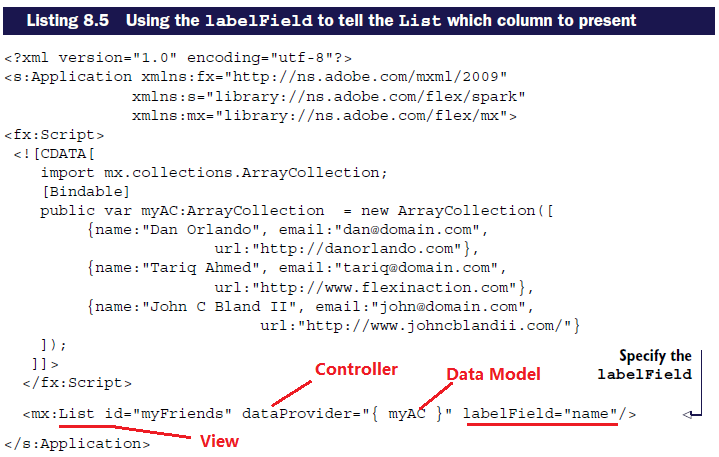 Listing 8.5 Using the labelField to tell the List which column to present
<?xml version="1.0" encoding="utf-8"?>
<s:Application xmlns:fx="http://ns.adobe.com/mxml/2009"
xmlns:s="library://ns.adobe.com/flex/spark"
xmlns:mx="library://ns.adobe.com/flex/mx">
<fx:Script>
<![CDATA[
import mx.collections.ArrayCollection;
[Bindable]
public var myAC:ArrayCollection = new ArrayCollection([
{name:"Dan Orlando", email:"dan@domain.com",
url:"http://danorlando.com"},
{name:"Tariq Ahmed", email:"tariq@domain.com",
url:"http://www.flexinaction.com"},
{name:"John C Bland II", email:"john@domain.com",
url:"http://www.johncblandii.com/"}
]);
]]>
</fx:Script>
Controller
Data Model
Specify the
labelField
<mx:List id="myFriends" dataProvider="{ myAC }" labelField="name"/>
</s:Application>
View